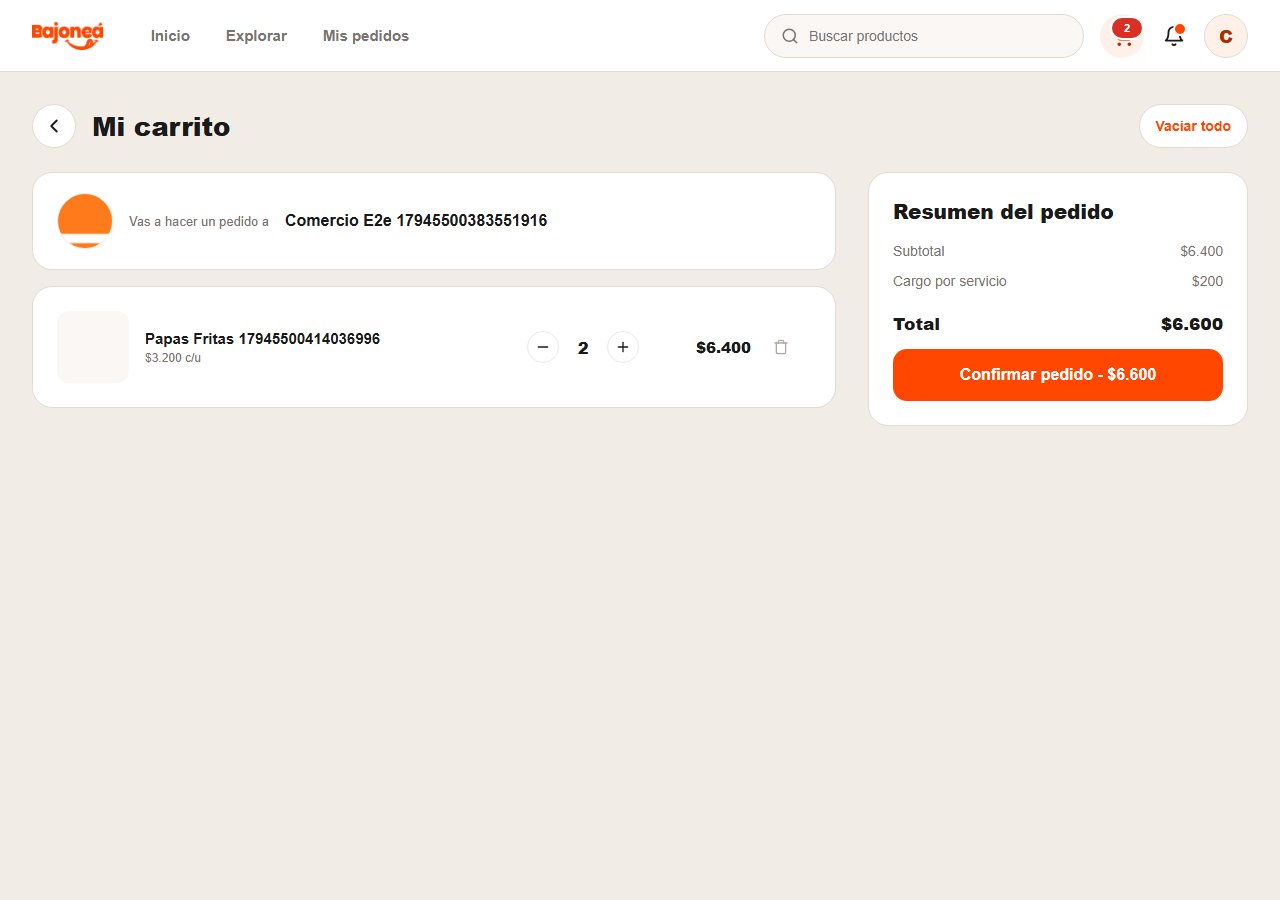 Bajoneá
Inicio
Explorar
Mis pedidos
Buscar productos
2
C
Mi carrito
Vaciar todo
Vas a hacer un pedido a
Comercio E2e 17945500383551916
Papas Fritas 17945500414036996
$3.200 c/u
2
$6.400
Resumen del pedido
Subtotal
$6.400
Cargo por servicio
$200
Total
$6.600
Confirmar pedido - $6.600